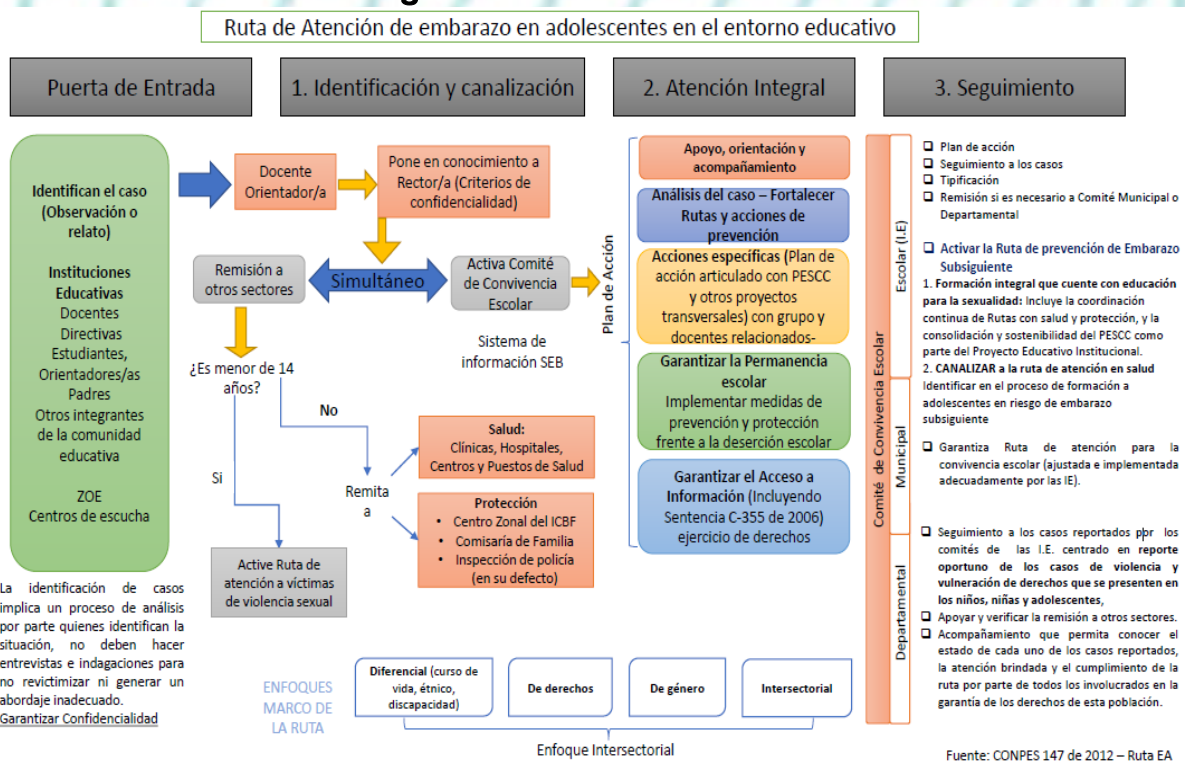 Ruta de Atención de embarazo en adolescentes en el entorno educativo
Puerta de Entrada
1. Identificación y canalización
2. Atención Integral
3. Seguimiento
Identifican el caso
(Observación o
relato)
Instituciones
Educativas
Docentes
Directivas
Estudiantes,
Orientadores/as
Padres
Otros integrantes
de la comunidad
educativa
ZOE
Centros de escucha
La identificación de casos
implica un proceso de análisis
por parte quienes identifican la
situación, no deben hacer
entrevistas e indagaciones para
no revictimizar ni generar un
abordaje inadecuado.
Garantizar Confidencialidad
Docente
Orientador/a
Pone en conocimiento a
Rector/a (Criterios de
confidencialidad)
Remisión a
otros sectores
Simultáneo
Activa Comité
de Convivencia
Escolar
Sistema de
información SEB
¿Es menor de 14
años?
No
Si
Remita
a
Salud:
Clínicas, Hospitales,
Centros y Puestos de Salud
Protección
• Centro Zonal del ICBF
• Comisaría de Familia
• Inspección de policía
(en su defecto)
Active Ruta de
atención a víctimas
de violencia sexual
Plan de Acción
Apoyo, orientación y
acompañamiento
Análisis del caso – Fortalecer
Rutas y acciones de
prevención
Acciones específicas (Plan de
acción articulado con PESCC
y otros proyectos
transversales) con grupo y
docentes relacionados-
Garantizar la Permanencia
escolar
Implementar medidas de
prevención y protección
frente a la deserción escolar
Garantizar el Acceso a
Información (Incluyendo
Sentencia C-355 de 2006)
ejercicio de derechos
Comité de Convivencia Escolar
Escolar (I.E)
Municipal
Departamental
❑ Plan de acción
❑ Seguimiento a los casos
❑ Tipificación
❑ Remisión si es necesario a Comité Municipal o
Departamental
❑ Activar la Ruta de prevención de Embarazo
Subsiguiente
1. Formación integral que cuente con educación
para la sexualidad: Incluye la coordinación
continua de Rutas con salud y protección, y la
consolidación y sostenibilidad del PESCC como
parte del Proyecto Educativo Institucional.
2. CANALIZAR a la ruta de atención en salud
Identificar en el proceso de formación a
adolescentes en riesgo de embarazo
subsiguiente
❑ Garantiza Ruta de atención para la
convivencia escolar (ajustada e implementada
adecuadamente por las IE).
❑ Seguimiento a los casos reportados por los
comités de las I.E. centrado en reporte
oportuno de los casos de violencia y
vulneración de derechos que se presenten en
los niños, niñas y adolescentes,
❑ Apoyar y verificar la remisión a otros sectores.
❑ Acompañamiento que permita conocer el
estado de cada uno de los casos reportados,
la atención brindada y el cumplimiento de la
ruta por parte de todos los involucrados en la
garantía de los derechos de esta población.
ENFOQUES
MARCO DE
LA RUTA
Diferencial (curso de
vida, étnico,
discapacidad)
De derechos
De género
Intersectorial
Enfoque Intersectorial
Fuente: CONPES 147 de 2012 – Ruta EA